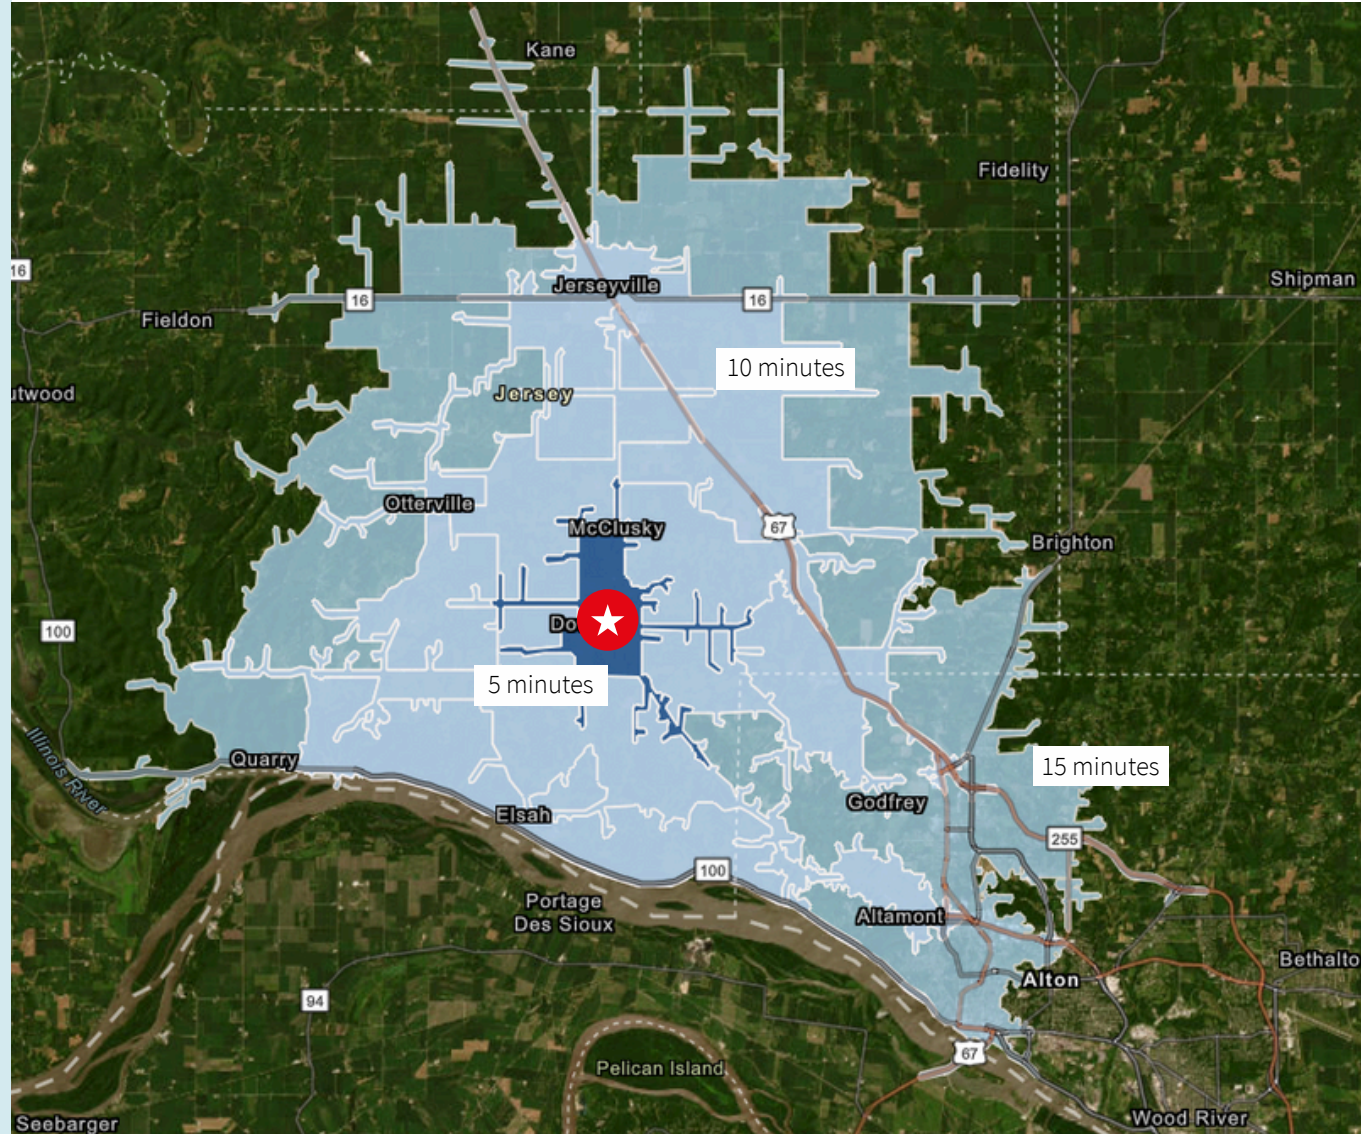 Kane
Fidelity
16
Shipman
Jerseyville
16
16
Fieldon
10 minutes
utwood
Jersey
Otterville
McClusky
67
Brighton
100
Do
5 minutes
Quarry
15 minutes
Illinois River
Godfrey
Elsah
255
100
Portage
Des Sioux
Altamont
Bethalto
Alton
94
67
Pelican Island
Wood River
Seebarger